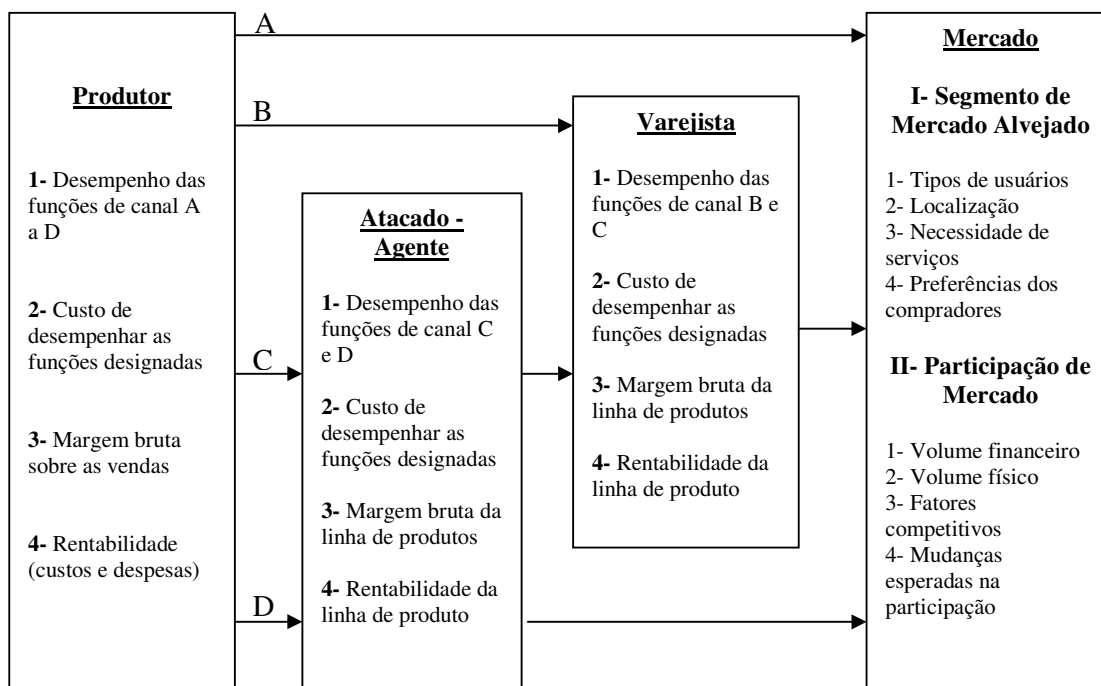 A
B
C
D
Produtor
1- Desempenho das
funções de canal A
a D
2- Custo de
desempenhar as
funções designadas
3- Margem bruta
sobre as vendas
4- Rentabilidade
(custos e despesas)
Atacado -
Agente
1- Desempenho das
funções de canal C
e D
2- Custo de
desempenhar as
funções designadas
3- Margem bruta da
linha de produtos
4- Rentabilidade da
linha de produto
Varejista
1- Desempenho das
funções de canal B e
C
2- Custo de
desempenhar as
funções designadas
3- Margem bruta da
linha de produtos
4- Rentabilidade da
linha de produto
Mercado
I- Segmento de
Mercado Alvejado
1- Tipos de usuários
2- Localização
3- Necessidade de
serviços
4- Preferências dos
compradores
II- Participação de
Mercado
1- Volume financeiro
2- Volume físico
3- Fatores
competitivos
4- Mudanças
esperadas na
participação